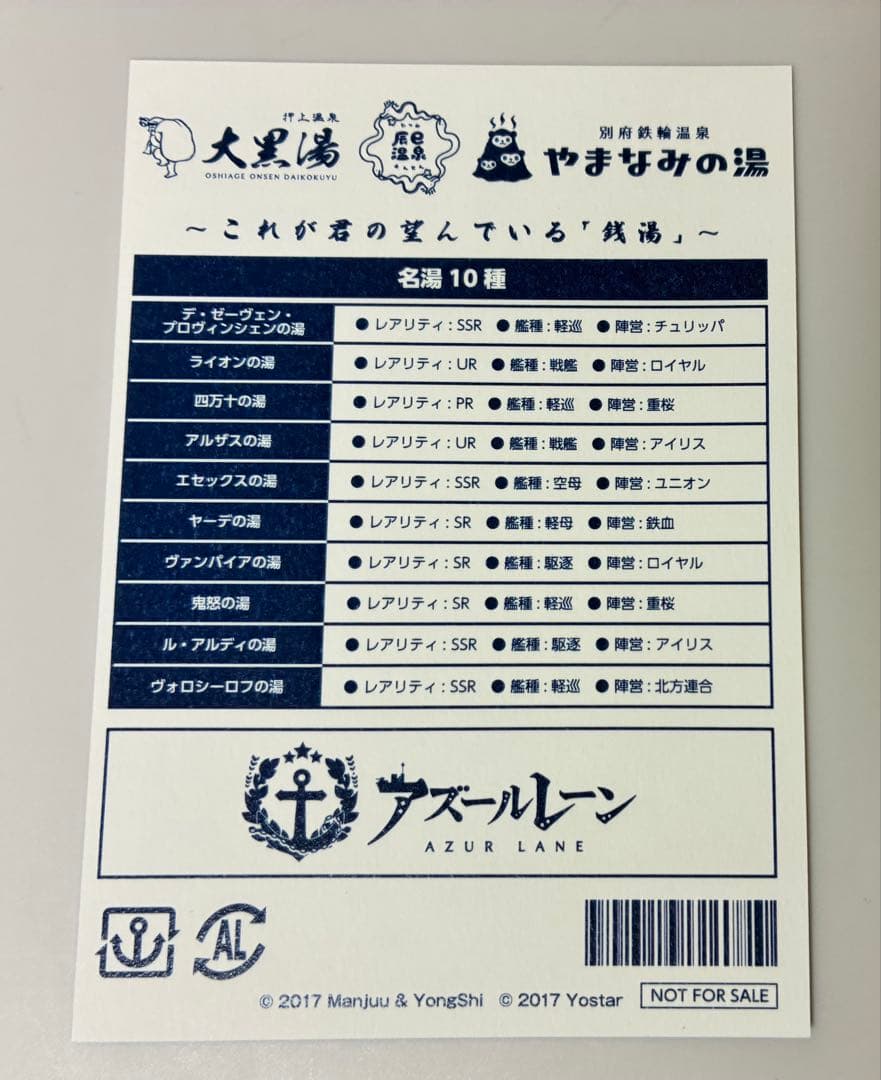 押上温泉
大黒湯
OSHIAGE ONSEN DAIKOKUYU
辰巳
温泉
別府鉄輪温泉
やまなみの湯
～これが君の望んでいる「銭湯」～
名湯10種
デ・ゼーヴェン・プロヴィンシェンの湯 ●レアリティ：SSR ●艦種：軽巡 ●陣営：チュリッパ
ライオンの湯 ●レアリティ：UR ●艦種：戦艦 ●陣営：ロイヤル
四万十の湯 ●レアリティ：PR ●艦種：軽巡 ●陣営：重桜
アルザスの湯 ●レアリティ：UR ●艦種：戦艦 ●陣営：アイリス
エセックスの湯 ●レアリティ：SSR ●艦種：空母 ●陣営：ユニオン
ヤーデの湯 ●レアリティ：SR ●艦種：軽母 ●陣営：鉄血
ヴァンパイアの湯 ●レアリティ：SR ●艦種：駆逐 ●陣営：ロイヤル
鬼怒の湯 ●レアリティ：SR ●艦種：軽巡 ●陣営：重桜
ル・アルディの湯 ●レアリティ：SSR ●艦種：駆逐 ●陣営：アイリス
ヴォロシーロフの湯 ●レアリティ：SSR ●艦種：軽巡 ●陣営：北方連合
アズールレーン
AZUR LANE
AL
© 2017 Manjuu & YongShi © 2017 Yostar NOT FOR SALE